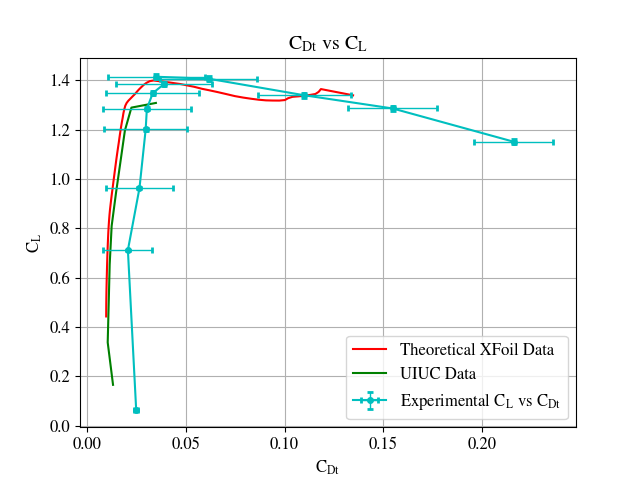 C_Dt vs C_L
1.4
1.2
1.0
0.8
0.6
0.4
0.2
0.0
C_L
0.00 0.05 0.10 0.15 0.20
C_Dt
Theoretical XFoil Data
UIUC Data
Experimental C_L vs C_Dt